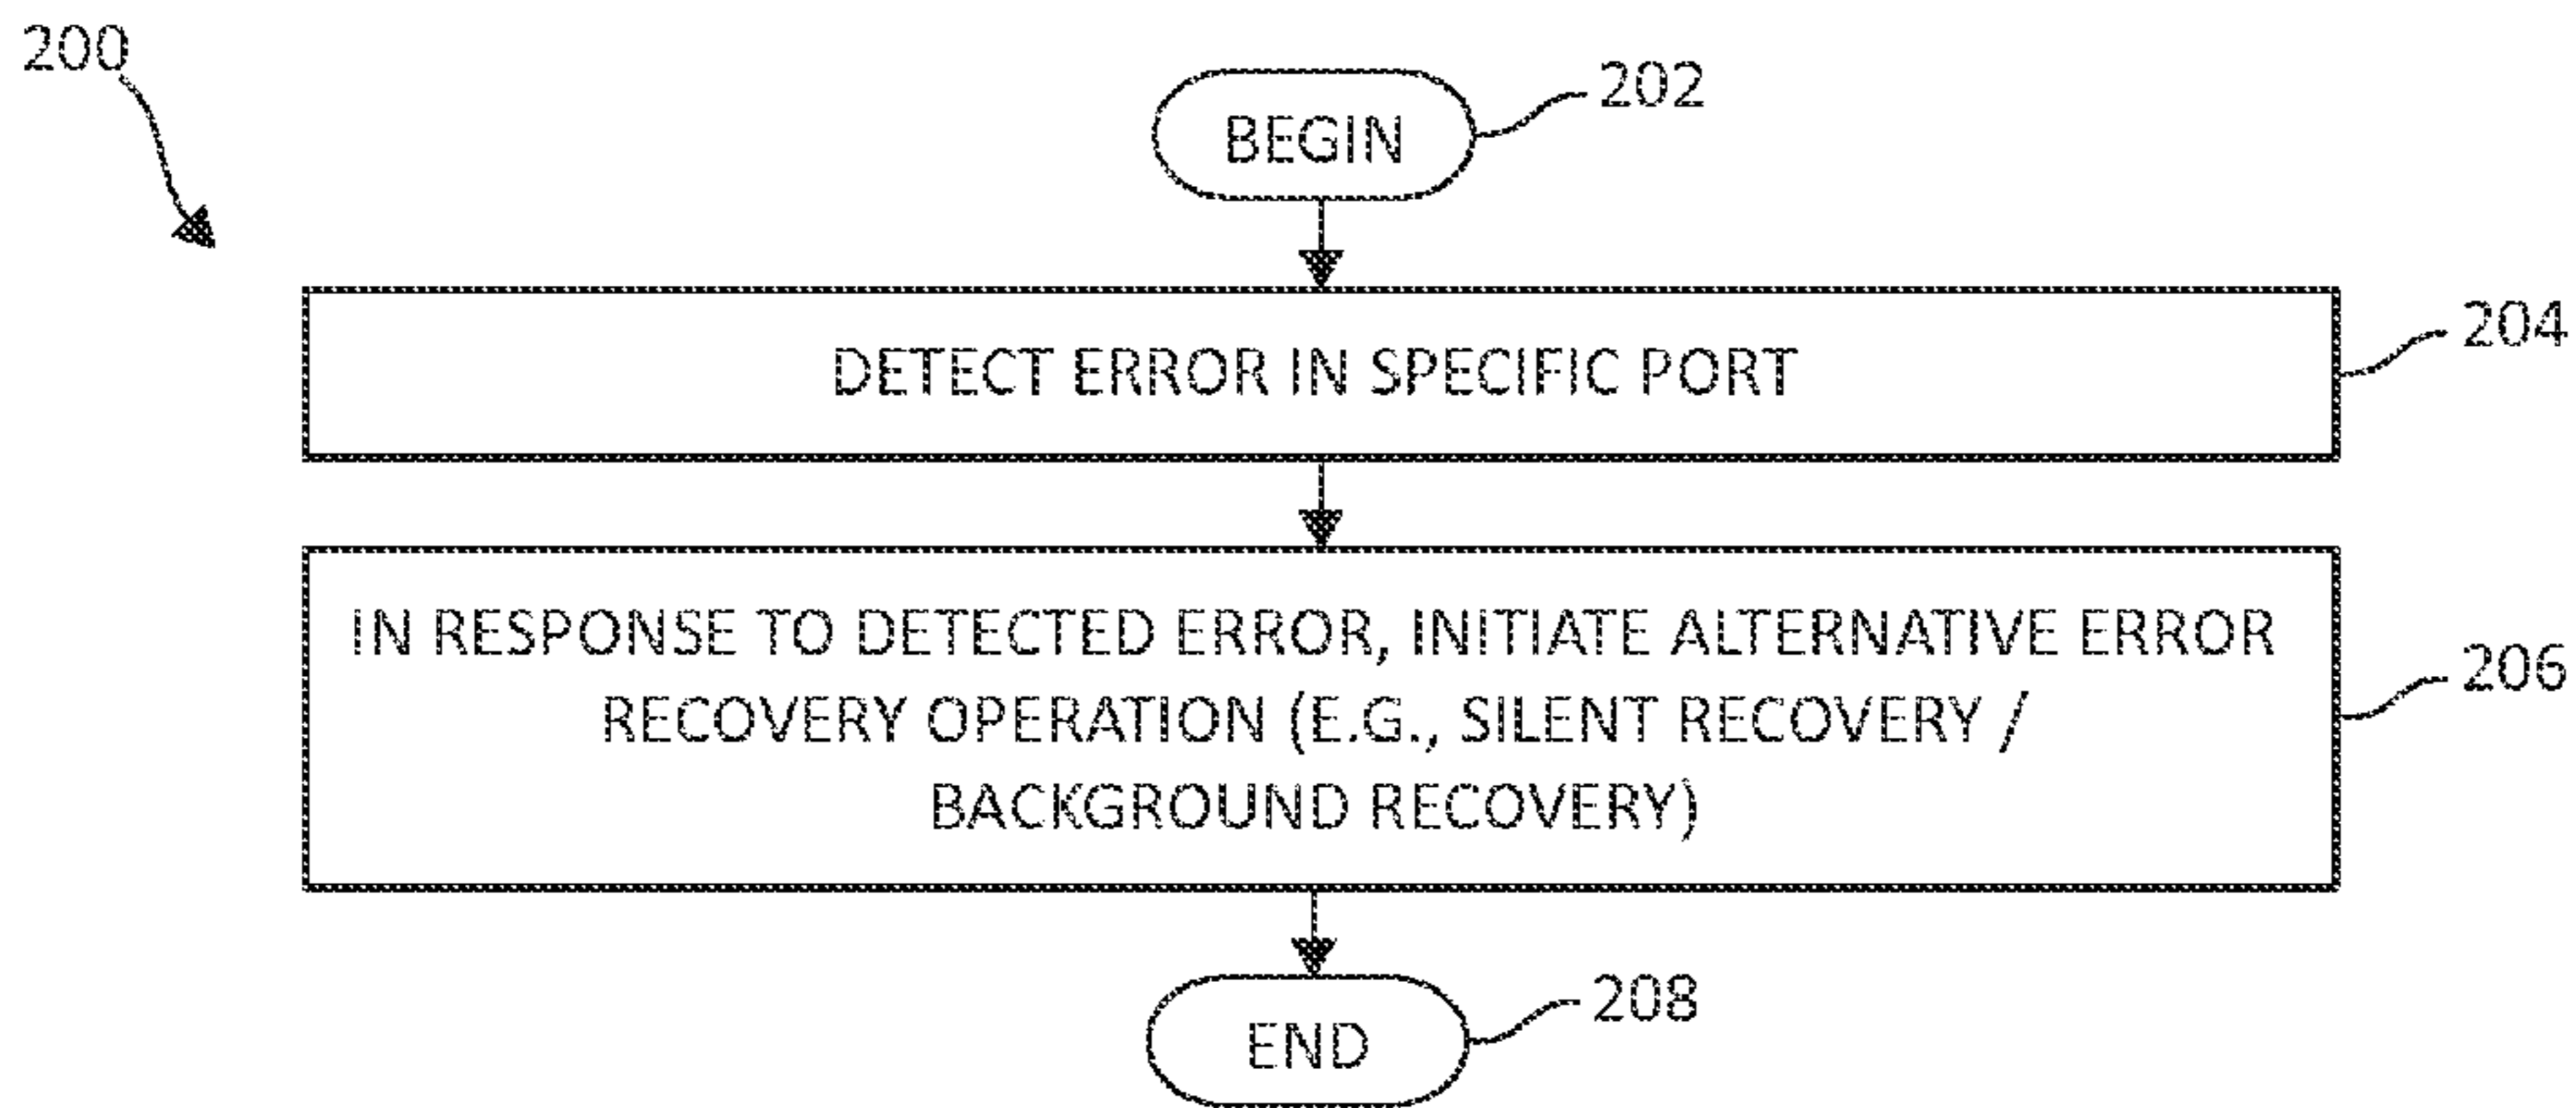 200
BEGIN
202
DETECT ERROR IN SPECIFIC PORT
204
IN RESPONSE TO DETECTED ERROR, INITIATE ALTERNATIVE ERROR
RECOVERY OPERATION (E.G., SILENT RECOVERY /
BACKGROUND RECOVERY)
206
END
208